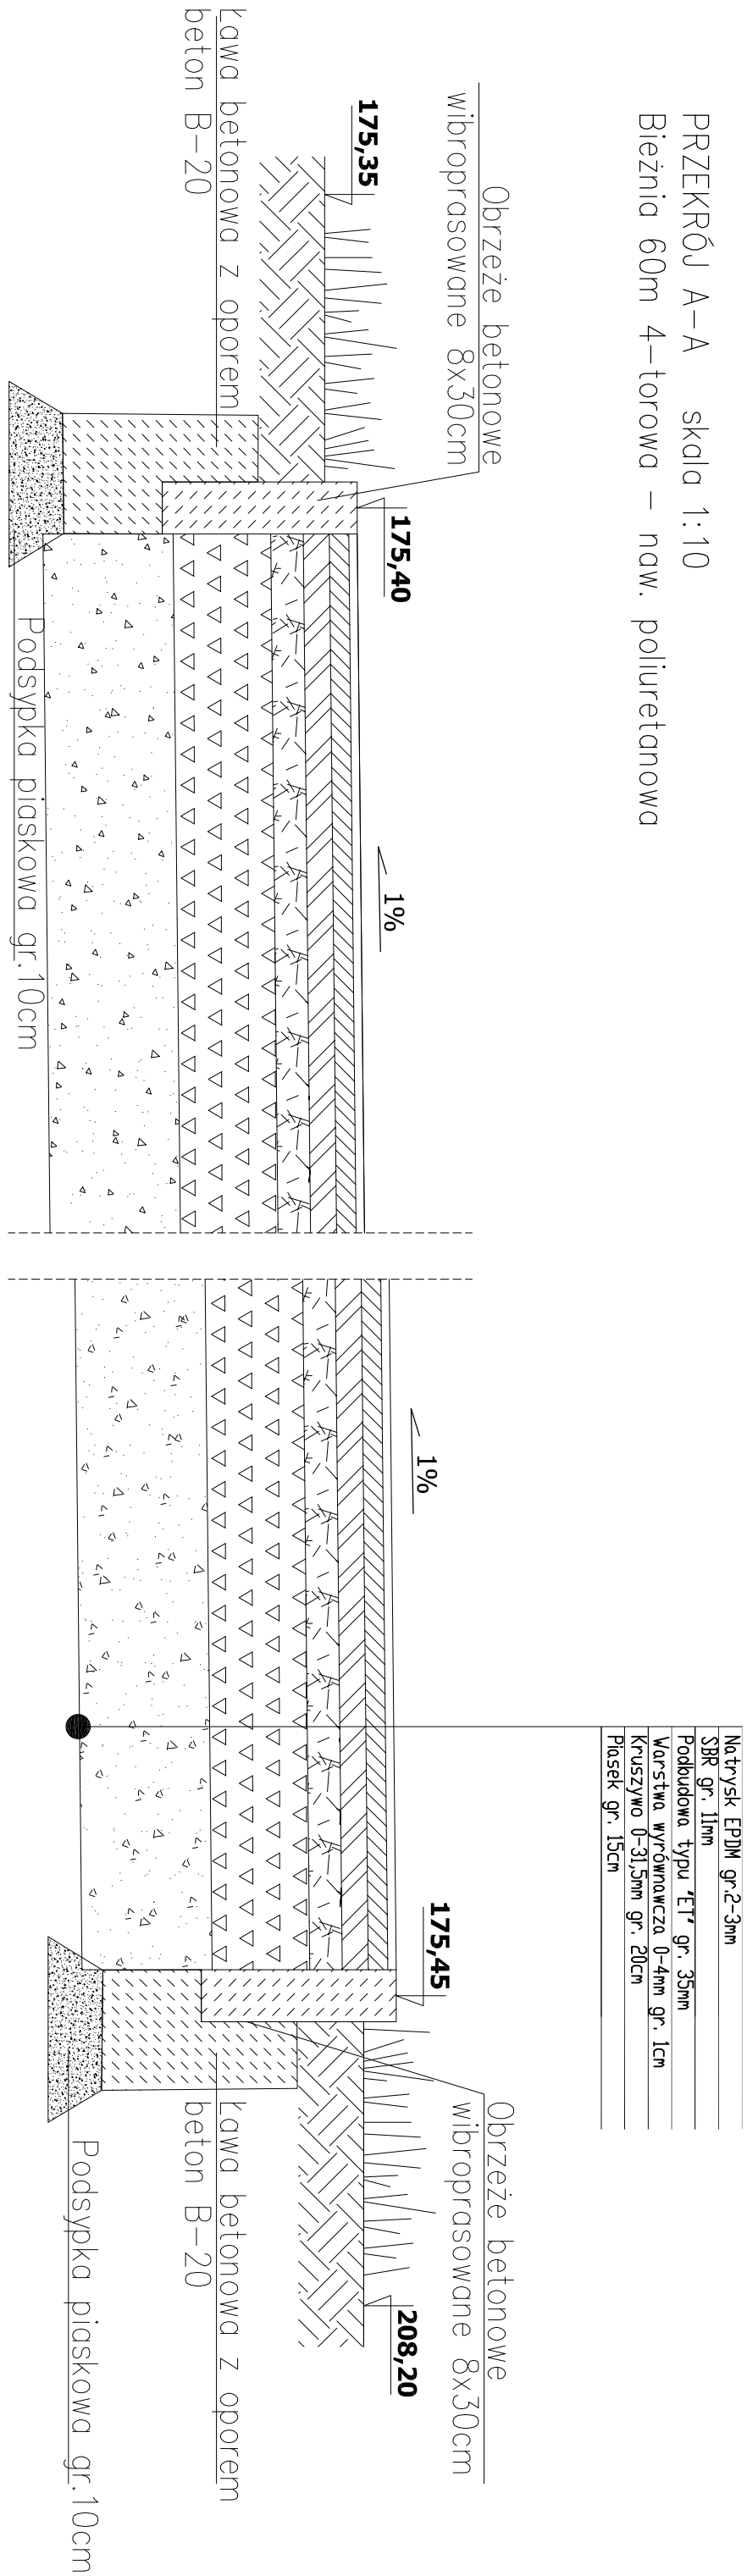 PRZEKRÓJ A-A skala 1:10
Bieżnia 60m 4-torowa - naw. poliuretanowa
Obrzeże betonowe
wibroprasowane 8x30cm
175,35
175,40
Ława betonowa z oporem
beton B-20
Podsypka piaskowa gr.10cm
1%
1%
Natrysk EPDM gr.2-3mm
SBR gr. 11mm
Podbudowa typu "ET" gr. 35mm
Warstwa wyrównawcza 0-4mm gr. 1cm
Kruszywo 0-31,5mm gr. 20cm
Piasek gr. 15cm
175,45
Obrzeże betonowe
wibroprasowane 8x30cm
208,20
Ława betonowa z oporem
beton B-20
Podsypka piaskowa gr.10cm